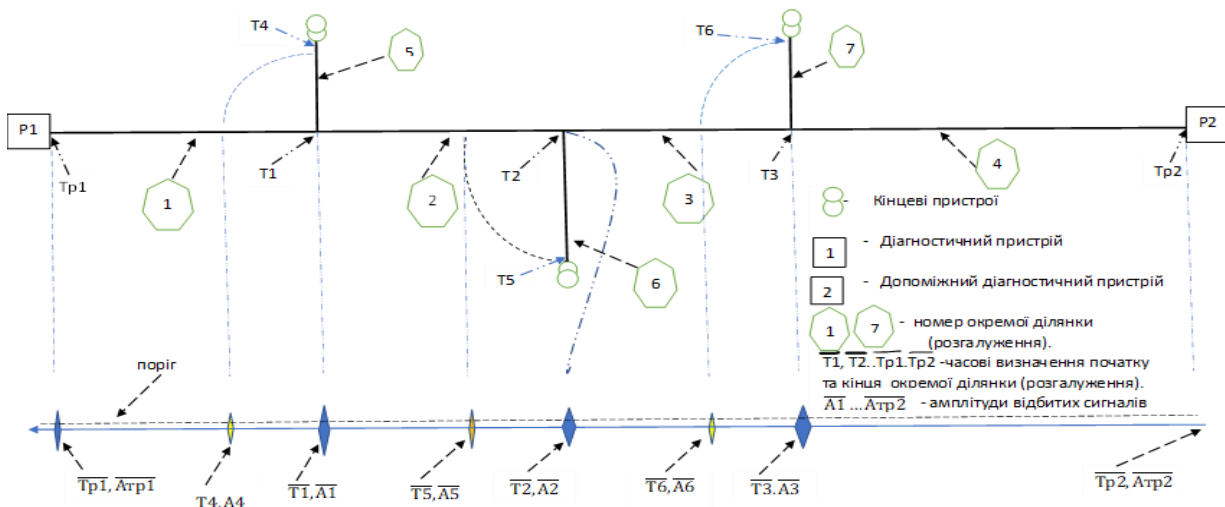 T4
T6
5
7
P1
P2
T1
T2
T3
Tp2
Tp1
4
1
2
3
- Кінцеві пристрої
T5
6
1 - Діагностичний пристрій
2 - Допоміжний діагностичний пристрій
1 7 - номер окремої ділянки
(розгалуження).
T1, T2..Tp1.Tp2 -часові визначення початку
та кінця окремої ділянки (розгалуження).
A1 ...Aтp2 - амплітуди відбитих сигналів
поріг
Tp1, Aтp1
T4, A4
T1, A1
T5, A5
T2, A2
T6, A6
T3. A3
Tp2, Aтp2